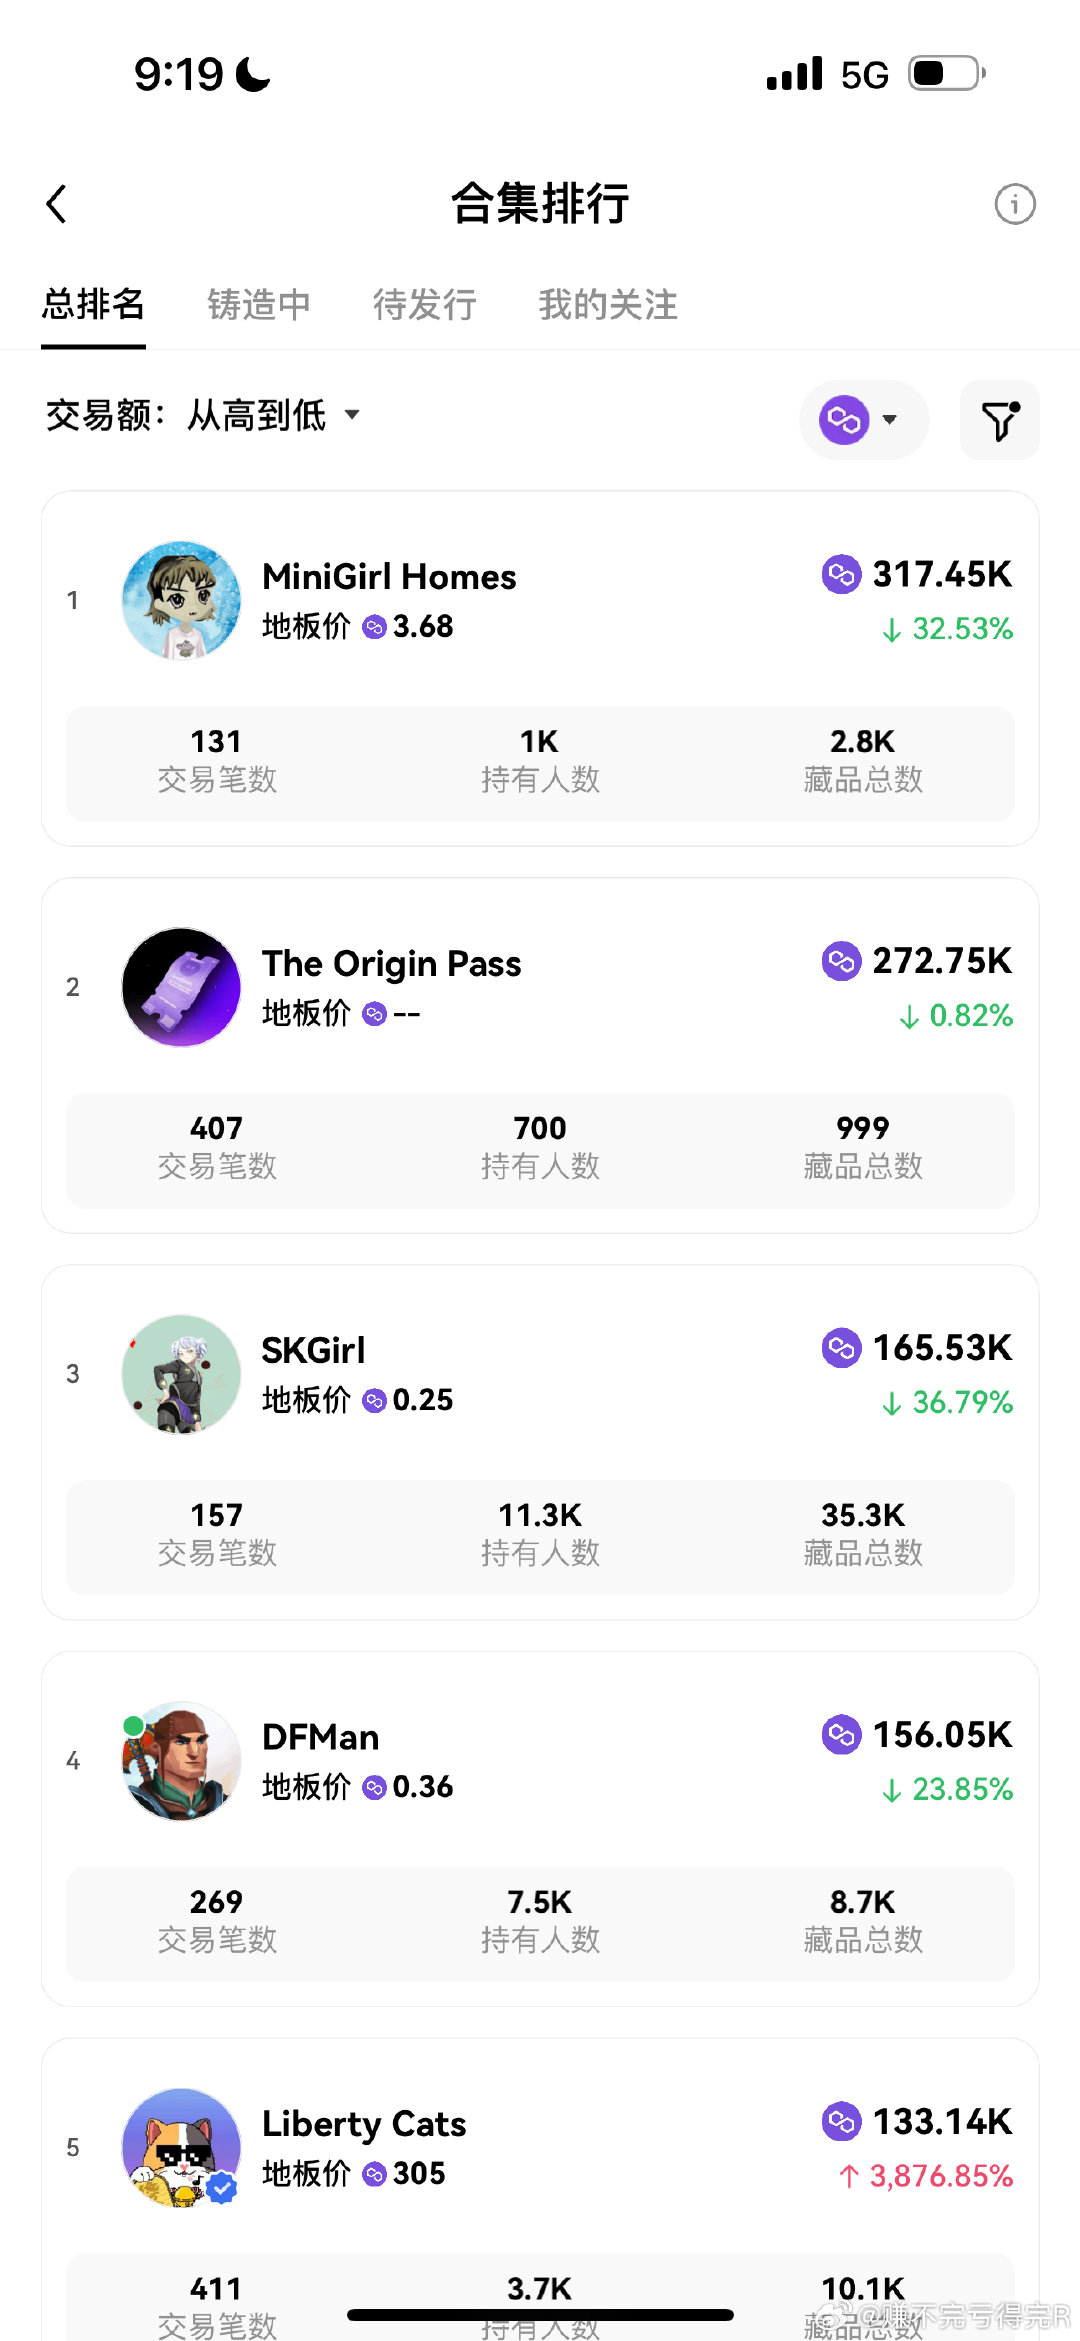 9:19
5G
合集排行
总排名 铸造中 待发行 我的关注
交易额：从高到低
1
MiniGirl Homes
317.45K
地板价 3.68
↓ 32.53%
131 1K 2.8K
交易笔数 持有人数 藏品总数
2
The Origin Pass
272.75K
地板价 --
↓ 0.82%
407 700 999
交易笔数 持有人数 藏品总数
3
SKGirl
165.53K
地板价 0.25
↓ 36.79%
157 11.3K 35.3K
交易笔数 持有人数 藏品总数
4
DFMan
156.05K
地板价 0.36
↓ 23.85%
269 7.5K 8.7K
交易笔数 持有人数 藏品总数
5
Liberty Cats
133.14K
地板价 305
↑ 3,876.85%
411 3.7K 10.1K
交易笔数 持有人数 藏品总数
@赚不完亏得完R